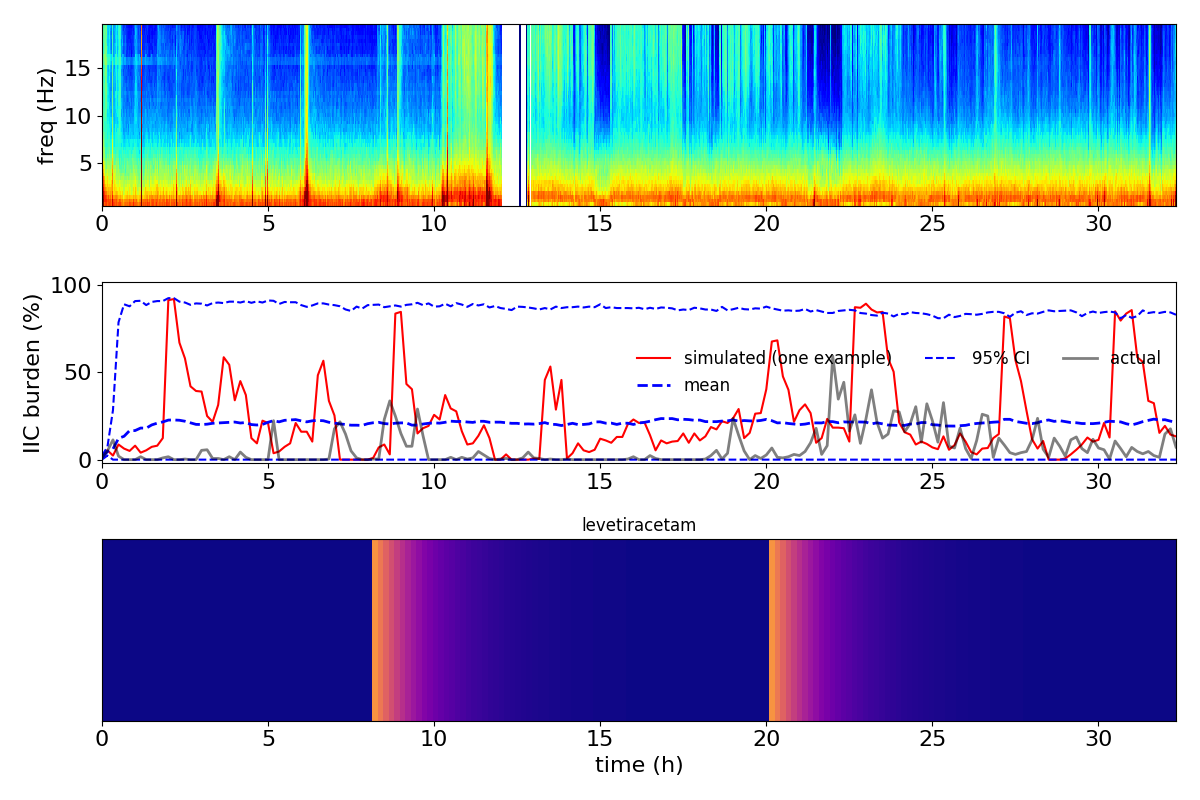 freq (Hz)
15
10
5
0 5 10 15 20 25 30
IIC burden (%)
100
50
0
simulated (one example) 95% CI actual
mean
0 5 10 15 20 25 30
levetiracetam
0 5 10 15 20 25 30
time (h)